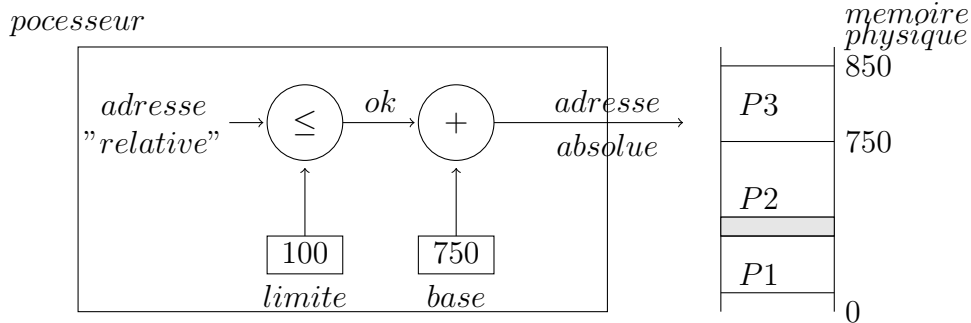 pocesseur
memoire
physique
adresse
"relative"
≤
ok
+
adresse
absolue
100
limite
750
base
850
P3
750
P2
P1
0